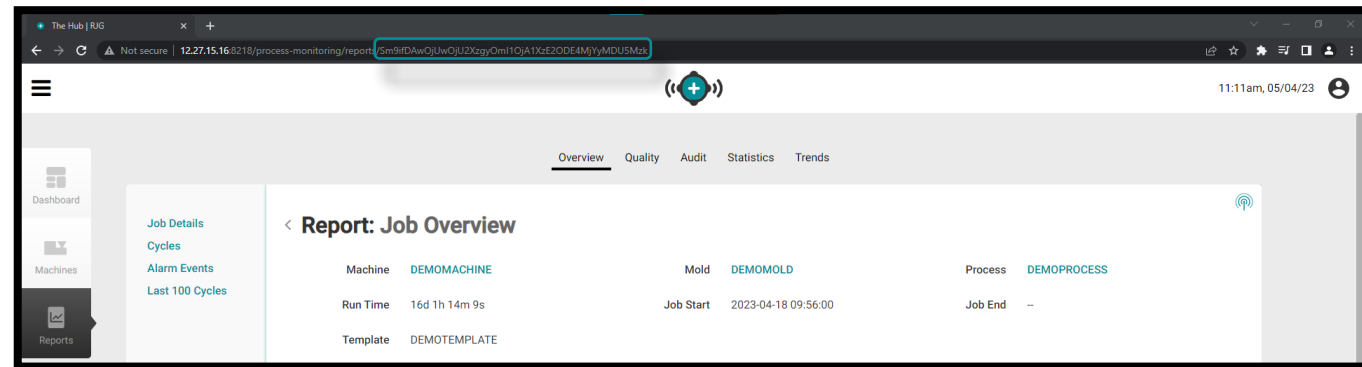 The Hub | RJG
Not secure | 12.27.15.16:8218/process-monitoring/reports/Sm9ifDAwOjUwOjU2XzgyOmI1OjA1XzE2ODE4MjYyMDU5Mzk
11:11am, 05/04/23
Overview Quality Audit Statistics Trends
Dashboard
Machines
Reports
Job Details
Cycles
Alarm Events
Last 100 Cycles
< Report: Job Overview
Machine DEMOMACHINE Mold DEMOMOLD Process DEMOPROCESS
Run Time 16d 1h 14m 9s Job Start 2023-04-18 09:56:00 Job End --
Template DEMOTEMPLATE